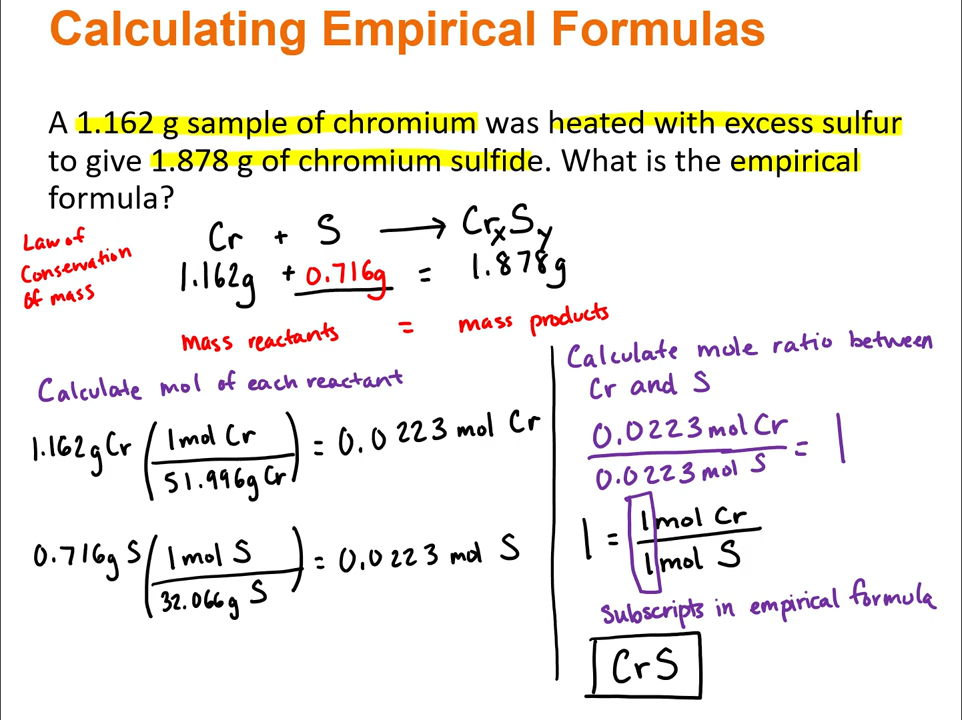 Calculating Empirical Formulas
A 1.162 g sample of chromium was heated with excess sulfur
to give 1.878 g of chromium sulfide. What is the empirical
formula?
Law of
Conservation
Of mass
Cr + S → CrxSy
1.162g + 0.716g = 1.878g
Mass reactants = mass products
Calculate mol of each reactant
1.162g Cr (1 mol Cr / 51.996g Cr) = 0.0223 mol Cr
0.716g S (1 mol S / 32.066g S) = 0.0223 mol S
Calculate mole ratio between
Cr and S
0.0223 mol Cr / 0.0223 mol S = 1
1 = 1 mol Cr / 1 mol S
Subscripts in empirical formula
CrS